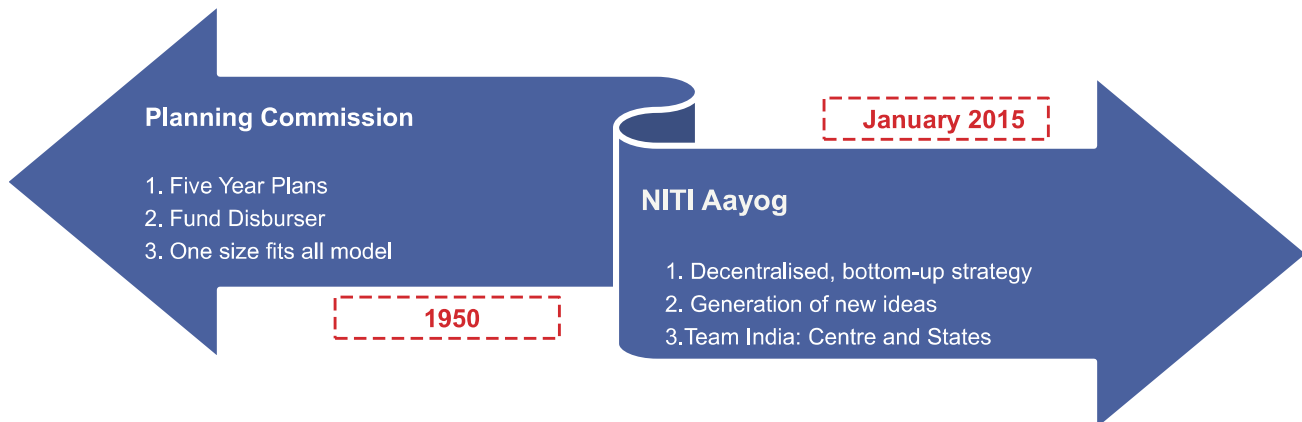 Planning Commission
1. Five Year Plans
2. Fund Disburser
3. One size fits all model
1950
January 2015
NITI Aayog
1. Decentralised, bottom-up strategy
2. Generation of new ideas
3.Team India: Centre and States